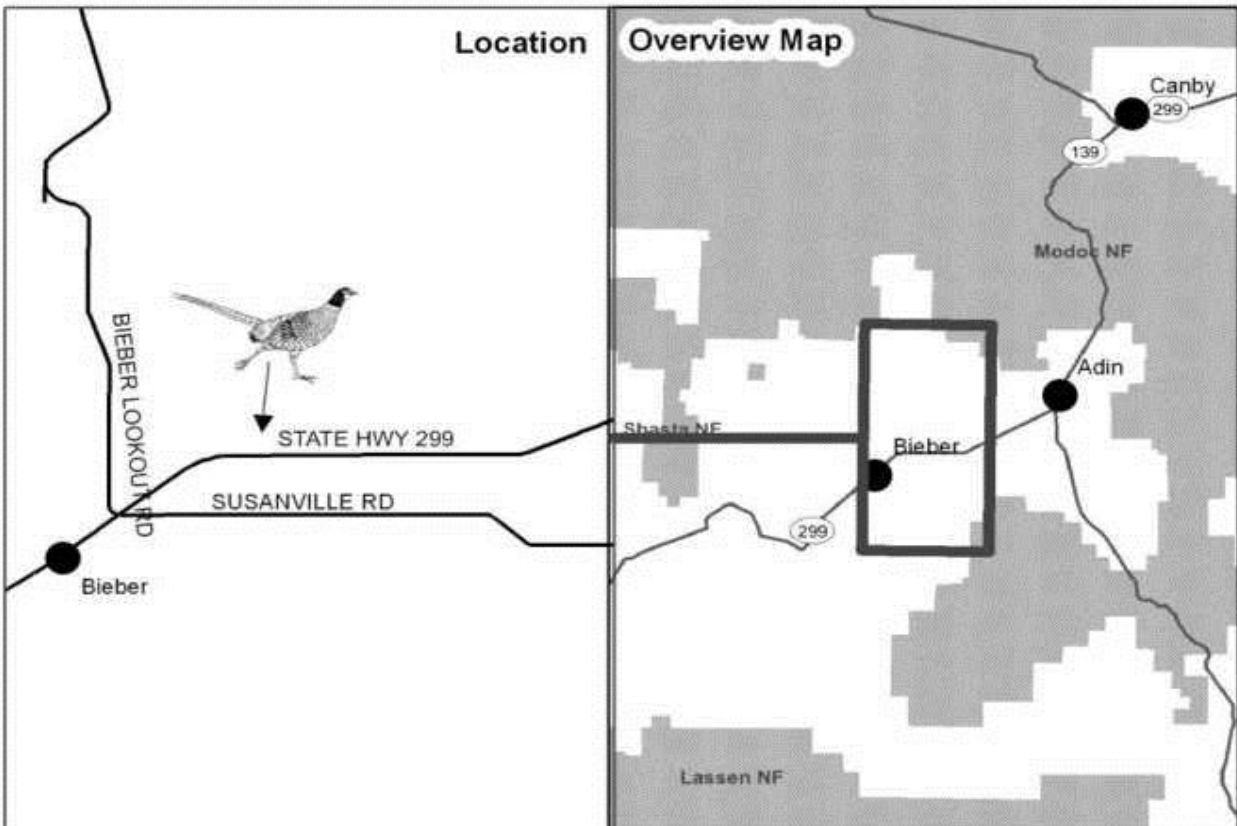 Location
BIEBER LOOKOUT RD
STATE HWY 299
SUSANVILLE RD
Bieber
Overview Map
Canby
299
139
Modoc NF
Adin
Shasta NF
Bieber
299
Lassen NF